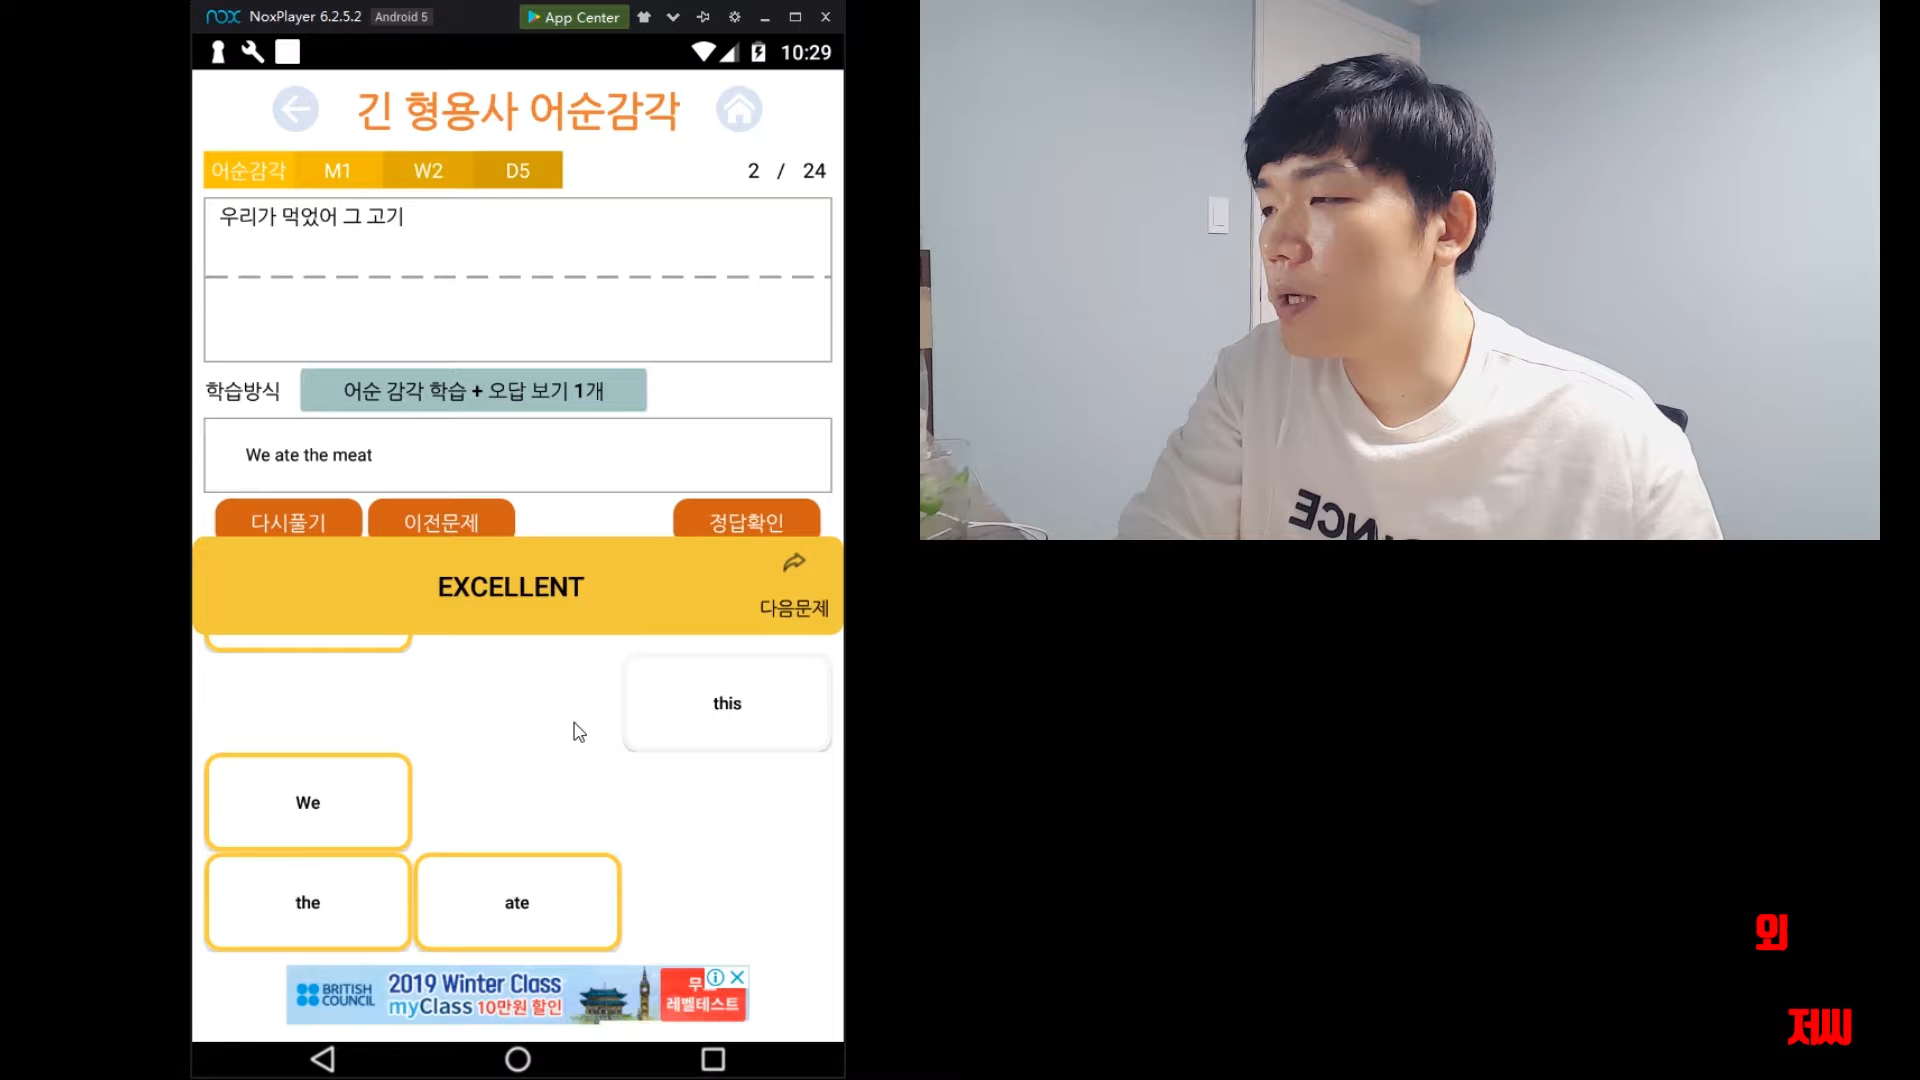 nox NoxPlayer 6.2.5.2 Android 5 App Center
10:29
긴 형용사 어순감각
어순감각 M1 W2 D5 2 / 24
우리가 먹었어 그 고기
학습방식 어순 감각 학습 + 오답 보기 1개
We ate the meat
다시풀기 이전문제 정답확인
EXCELLENT
다음문제
this
We
the ate
BRITISH COUNCIL
2019 Winter Class
myClass 10만원 할인
레벨테스트
외
저씨